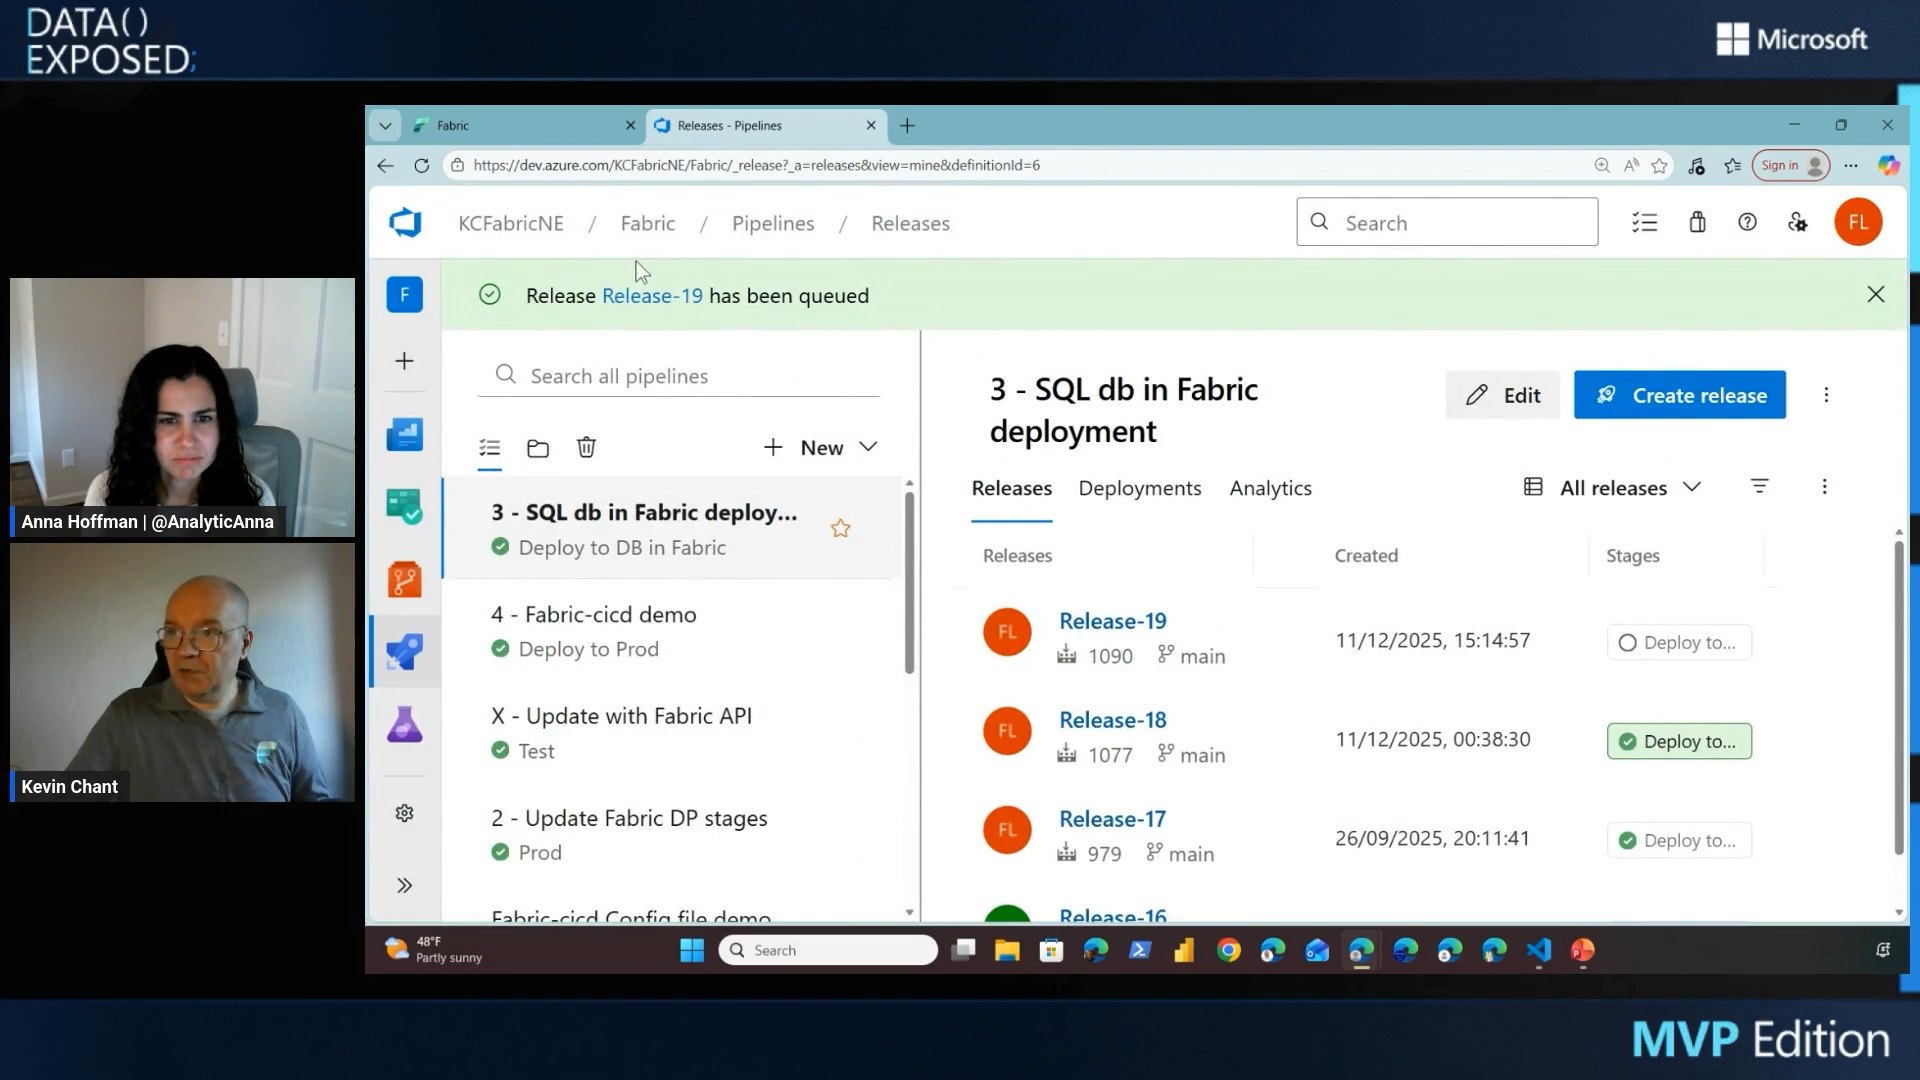 DATA()
EXPOSED;
Microsoft
Fabric
Releases - Pipelines
https://dev.azure.com/KCFabricNE/Fabric/_release?_a=releases&view=mine&definitionId=6
Sign in
KCFabricNE / Fabric / Pipelines / Releases
Search
FL
F
Release Release-19 has been queued
Search all pipelines
New
3 - SQL db in Fabric deploy...
Deploy to DB in Fabric
4 - Fabric-cicd demo
Deploy to Prod
X - Update with Fabric API
Test
2 - Update Fabric DP stages
Prod
Fabric-cicd Config file demo
3 - SQL db in Fabric
deployment
Edit
Create release
Releases
Deployments
Analytics
All releases
Releases
Created
Stages
FL
Release-19
1090
main
11/12/2025, 15:14:57
Deploy to...
FL
Release-18
1077
main
11/12/2025, 00:38:30
Deploy to...
FL
Release-17
979
main
26/09/2025, 20:11:41
Deploy to...
Release-16
Anna Hoffman | @AnalyticAnna
Kevin Chant
48°F
Partly sunny
Search
MVP Edition